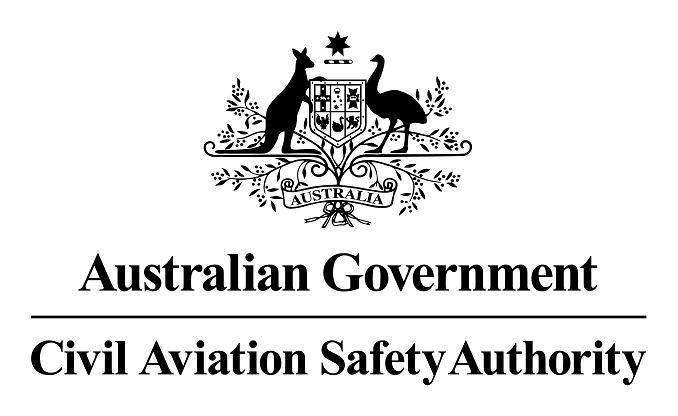 AUSTRALIA
Australian Government
Civil Aviation Safety Authority